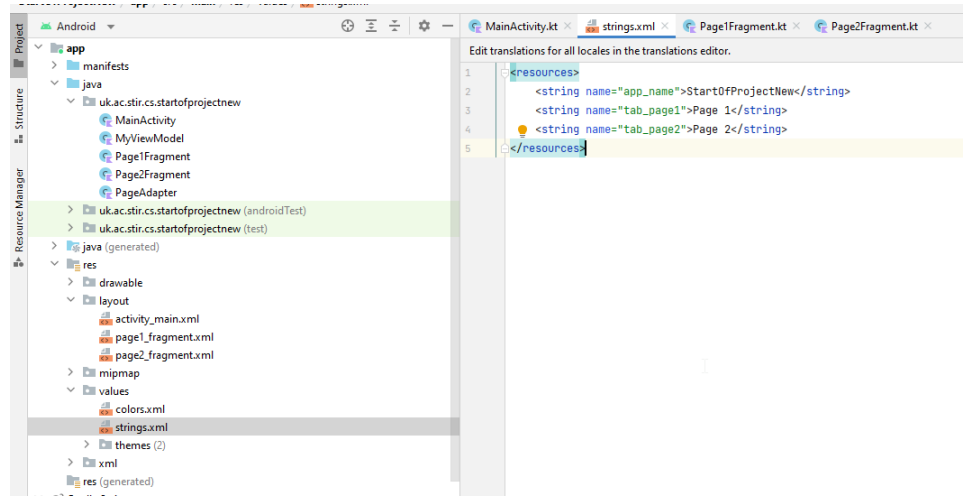 Android
app
manifests
java
uk.ac.stir.cs.startofprojectnew
MainActivity
MyViewModel
Page1Fragment
Page2Fragment
PageAdapter
uk.ac.stir.cs.startofprojectnew (androidTest)
uk.ac.stir.cs.startofprojectnew (test)
java (generated)
res
drawable
layout
activity_main.xml
page1_fragment.xml
page2_fragment.xml
mipmap
values
colors.xml
strings.xml
themes (2)
xml
res (generated)
Project
Structure
Resource Manager
MainActivity.kt
strings.xml
Page1Fragment.kt
Page2Fragment.kt
Edit translations for all locales in the translations editor.
1 <resources>
2 <string name="app_name">StartOfProjectNew</string>
3 <string name="tab_page1">Page 1</string>
4 <string name="tab_page2">Page 2</string>
5 </resources>